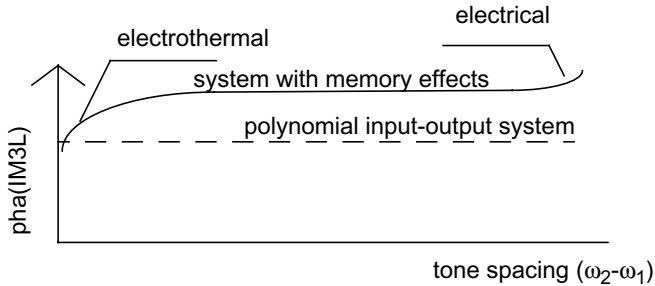 electrical
electrothermal
system with memory effects
polynomial input-output system
pha(IM3L)
tone spacing (ω₂-ω₁)